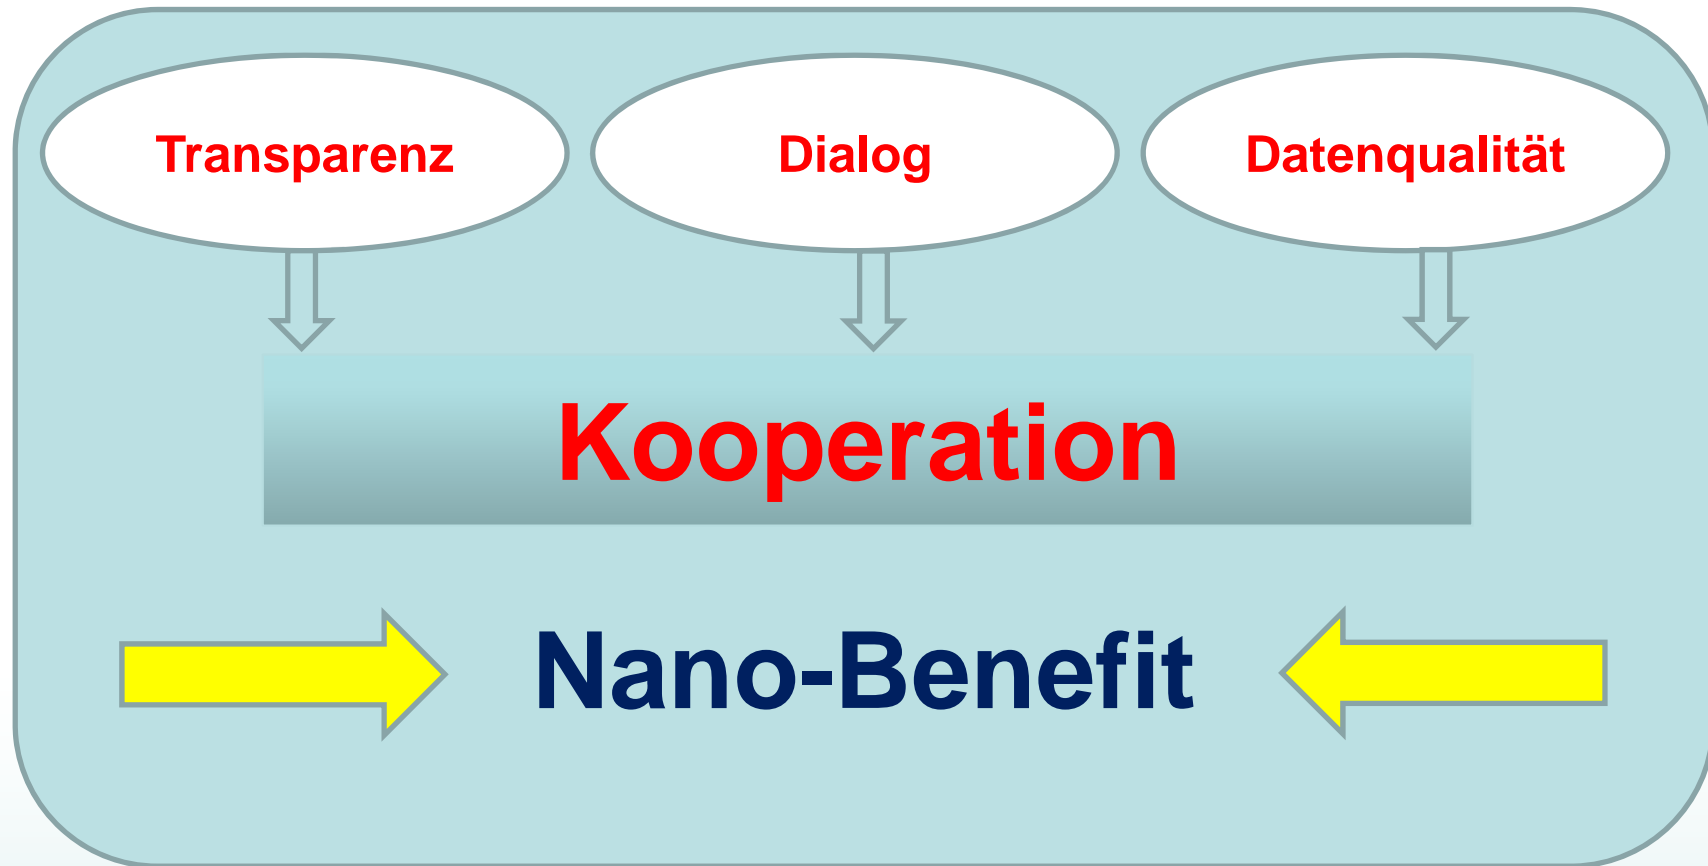 Transparenz
Dialog
Datenqualität
Kooperation
Nano-Benefit